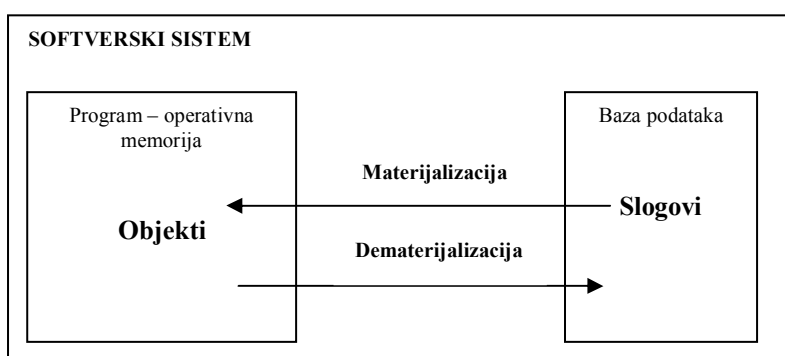 SOFTVERSKI SISTEM
Program – operativna
memorija
Objekti
Materijalizacija
Dematerijalizacija
Baza podataka
Slogovi